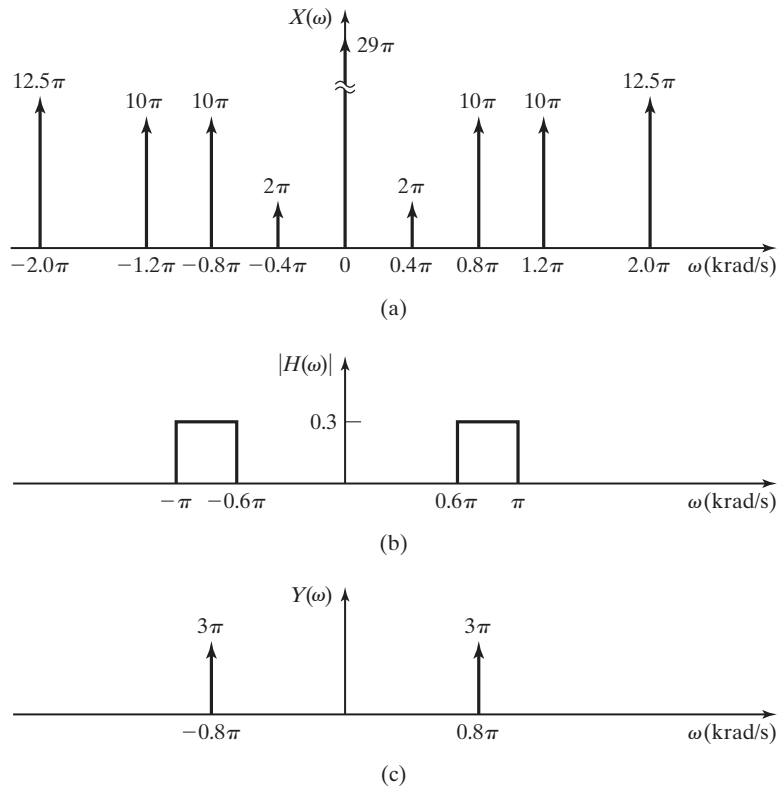 X(ω)
29π
12.5π 10π 10π 2π 2π 10π 10π 12.5π
−2.0π −1.2π −0.8π −0.4π 0 0.4π 0.8π 1.2π 2.0π ω(krad/s)
(a)
|H(ω)|
0.3
−π −0.6π 0.6π π ω(krad/s)
(b)
Y(ω)
3π 3π
−0.8π 0.8π ω(krad/s)
(c)